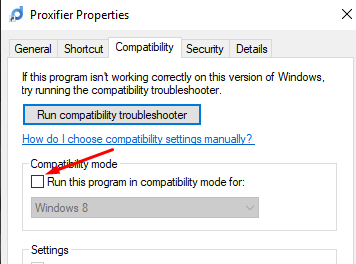 Proxifier Properties
General Shortcut Compatibility Security Details
If this program isn't working correctly on this version of Windows,
try running the compatibility troubleshooter.
Run compatibility troubleshooter
How do I choose compatibility settings manually?
Compatibility mode
Run this program in compatibility mode for:
Windows 8
Settings